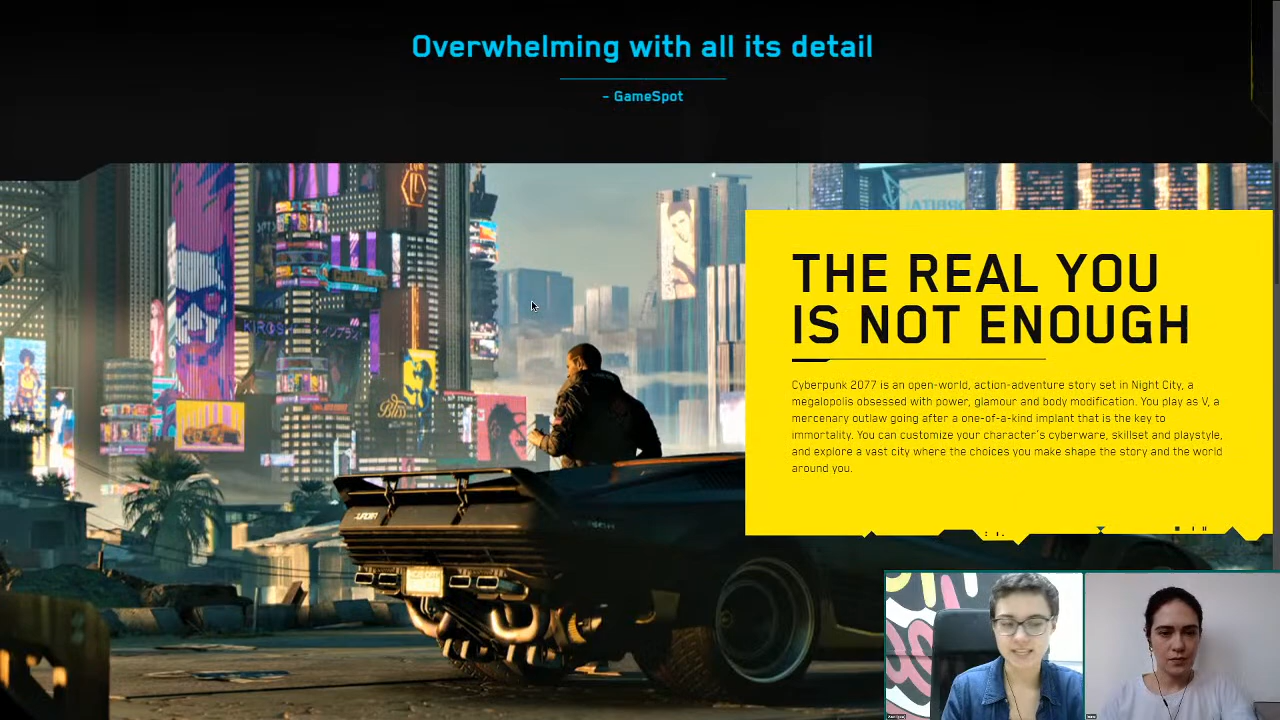 Overwhelming with all its detail
- GameSpot
THE REAL YOU
IS NOT ENOUGH
Cyberpunk 2077 is an open-world, action-adventure story set in Night City, a
megalopolis obsessed with power, glamour and body modification. You play as V, a
mercenary outlaw going after a one-of-a-kind implant that is the key to
immortality. You can customize your character's cyberware, skillset and playstyle,
and explore a vast city where the choices you make shape the story and the world
around you.
KIROSHI
Bliss